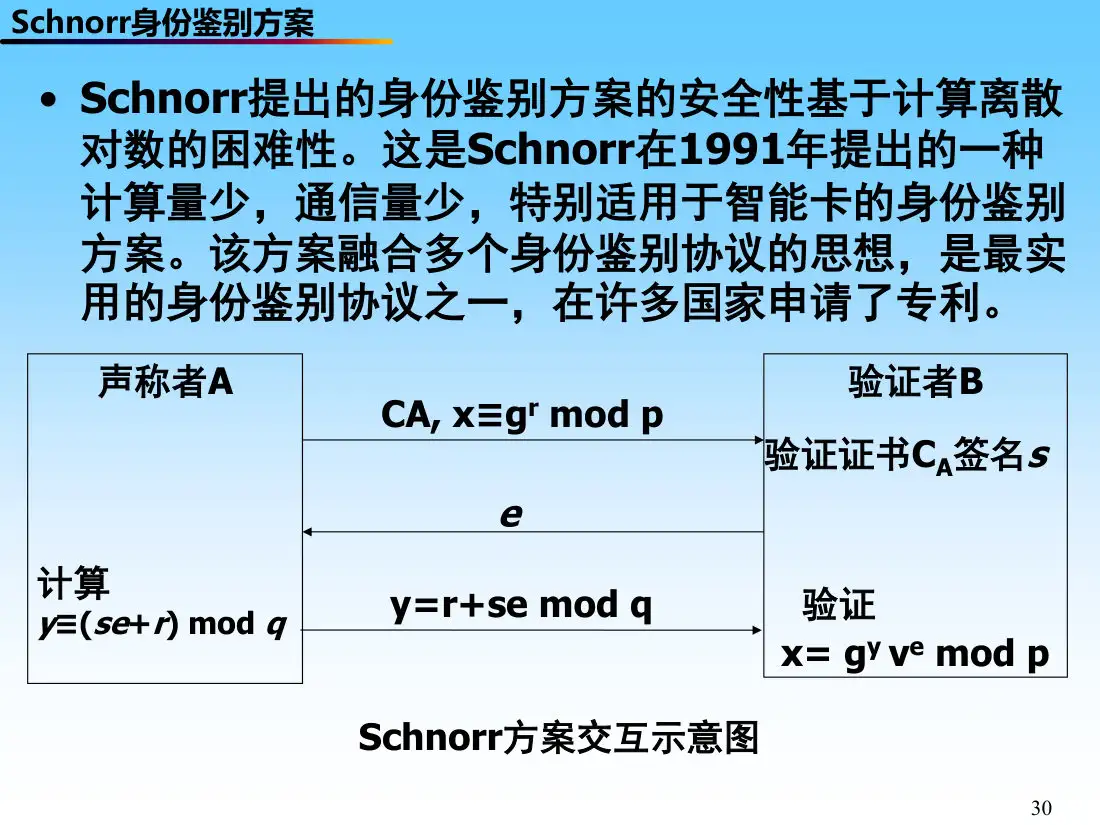 Schnorr身份鉴别方案
• Schnorr提出的身份鉴别方案的安全性基于计算离散
对数的困难性。这是Schnorr在1991年提出的一种
计算量少，通信量少，特别适用于智能卡的身份鉴别
方案。该方案融合多个身份鉴别协议的思想，是最实
用的身份鉴别协议之一，在许多国家申请了专利。
声称者A
验证者B
CA, x≡gʳ mod p
验证证书C_A签名s
e
计算
y≡(se+r) mod q
y=r+se mod q
验证
x= gʸ vᵉ mod p
Schnorr方案交互示意图
30